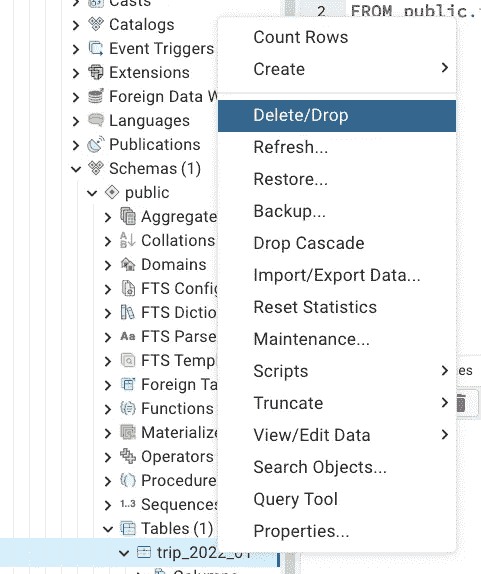 Casts
Catalogs
Event Triggers
Extensions
Foreign Data W
Languages
Publications
Schemas (1)
public
Aggregate
Collations
Domains
FTS Config
FTS Dictio
FTS Parse
FTS Temp
Foreign Ta
Functions
Materialize
Operators
Procedure
Sequences
Tables (1)
trip_2022_01
Columns
2 FROM public.
Count Rows
Create
Delete/Drop
Refresh...
Restore...
Backup...
Drop Cascade
Import/Export Data...
Reset Statistics
Maintenance...
Scripts
Truncate
View/Edit Data
Search Objects...
Query Tool
Properties...
es